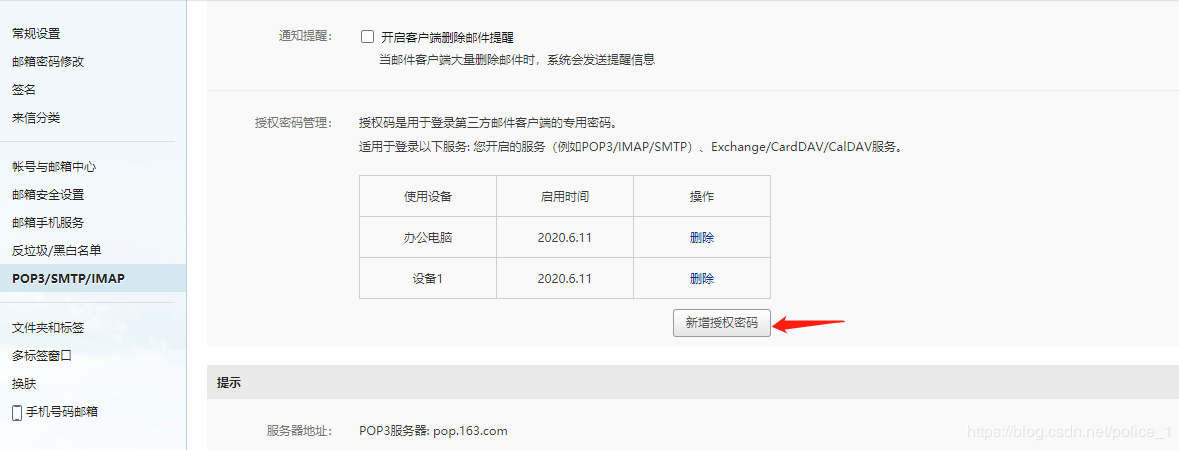 常规设置
邮箱密码修改
签名
来信分类
帐号与邮箱中心
邮箱安全设置
邮箱手机服务
反垃圾/黑白名单
POP3/SMTP/IMAP
文件夹和标签
多标签窗口
换肤
手机号码邮箱
通知提醒： 开启客户端删除邮件提醒
当邮件客户端大量删除邮件时，系统会发送提醒信息
授权密码管理： 授权码是用于登录第三方邮件客户端的专用密码。
适用于登录以下服务: 您开启的服务（例如POP3/IMAP/SMTP）、Exchange/CardDAV/CalDAV服务。
使用设备 启用时间 操作
办公电脑 2020.6.11 删除
设备1 2020.6.11 删除
新增授权密码
提示
服务器地址： POP3服务器: pop.163.com
https://blog.csdn.net/police_1